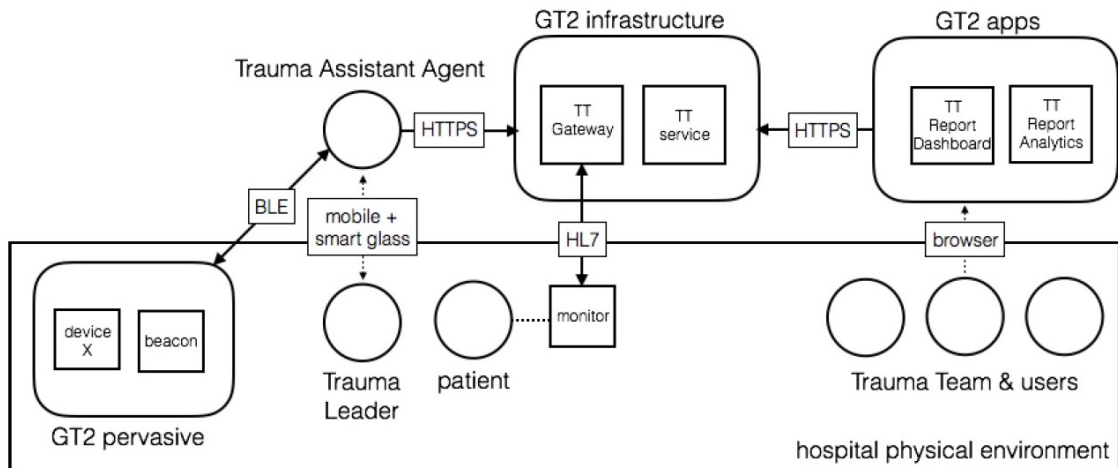 GT2 infrastructure
GT2 apps
Trauma Assistant Agent
TT
Gateway
TT
service
TT
Report
Dashboard
TT
Report
Analytics
HTTPS
HTTPS
BLE
mobile +
smart glass
HL7
browser
device
X
beacon
monitor
Trauma
Leader
patient
Trauma Team & users
GT2 pervasive
hospital physical environment